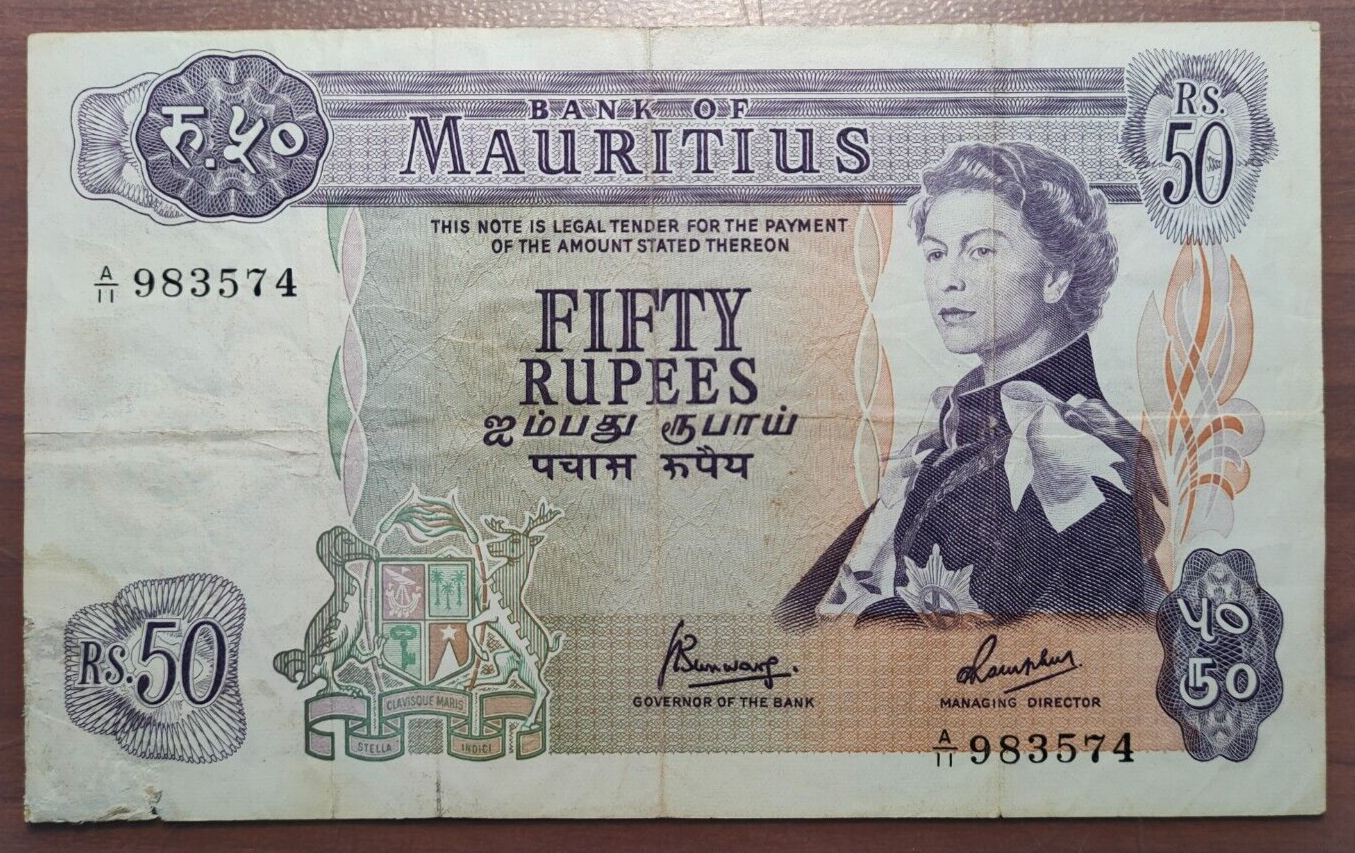 रु.५०
BANK OF
MAURITIUS
Rs.
50
THIS NOTE IS LEGAL TENDER FOR THE PAYMENT
OF THE AMOUNT STATED THEREON
A/11 983574
FIFTY
RUPEES
ஐம்பது ரூபாய்
पचास रुपैय
Rs.50
CLAVISQUE MARIS
STELLA INDICI
GOVERNOR OF THE BANK
MANAGING DIRECTOR
A/11 983574
50